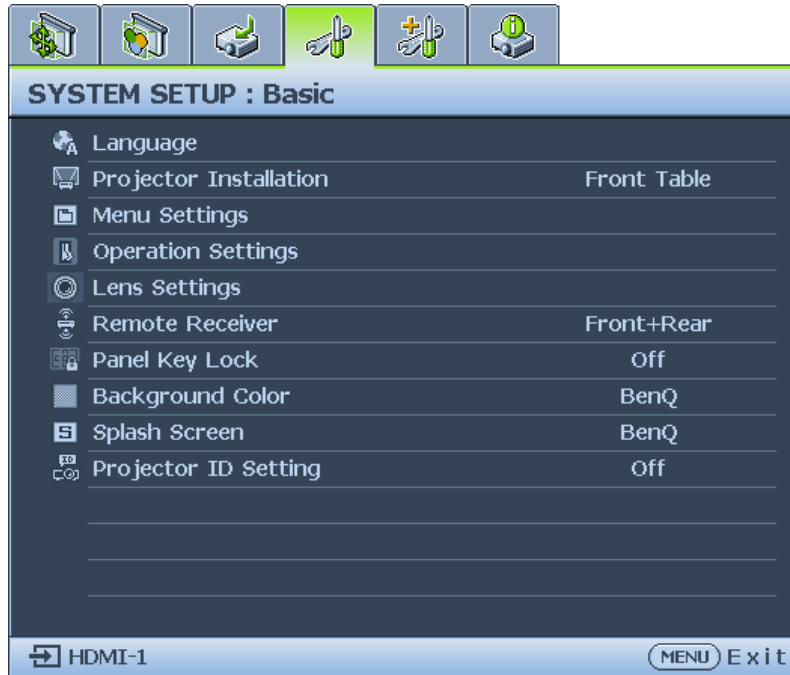 SYSTEM SETUP : Basic
Language
Projector Installation Front Table
Menu Settings
Operation Settings
Lens Settings
Remote Receiver Front+Rear
Panel Key Lock Off
Background Color BenQ
Splash Screen BenQ
Projector ID Setting Off
HDMI-1 MENU Exit